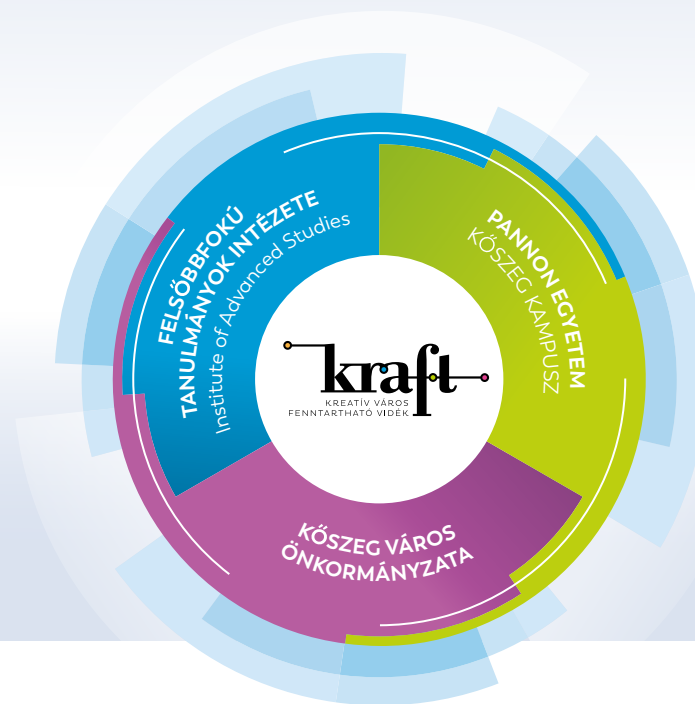 FELSŐBBFOKÚ
TANULMÁNYOK INTÉZETE
Institute of Advanced Studies
PANNON EGYETEM
KŐSZEG KAMPUSZ
kraft
KREATÍV VÁROS
FENNTARTHATÓ VIDÉK
KŐSZEG VÁROS
ÖNKORMÁNYZATA